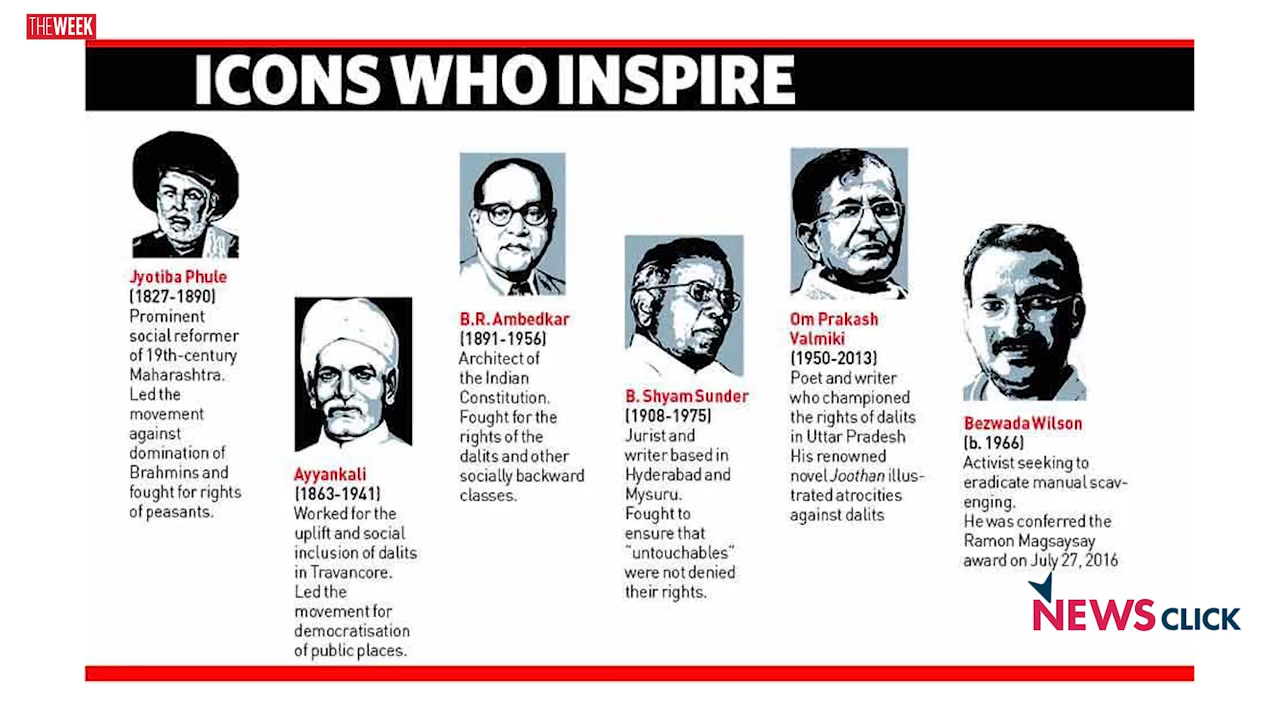 THE WEEK
ICONS WHO INSPIRE
Jyotiba Phule
(1827-1890)
Prominent
social reformer
of 19th-century
Maharashtra.
Led the
movement
against
domination of
Brahmins and
fought for rights
of peasants.
Ayyankali
(1863-1941)
Worked for the
uplift and social
inclusion of dalits
in Travancore.
Led the
movement for
democratisation
of public places.
B.R. Ambedkar
(1891-1956)
Architect of
the Indian
Constitution.
Fought for the
rights of the
dalits and other
socially backward
classes.
B. Shyam Sunder
(1908-1975)
Jurist and
writer based in
Hyderabad and
Mysuru.
Fought to
ensure that
"untouchables"
were not denied
their rights.
Om Prakash
Valmiki
(1950-2013)
Poet and writer
who championed
the rights of dalits
in Uttar Pradesh
His renowned
novel Joothan illus-
trated atrocities
against dalits
Bezwada Wilson
(b. 1966)
Activist seeking to
eradicate manual scav-
enging.
He was conferred the
Ramon Magsaysay
award on July 27, 2016
NEWS CLICK